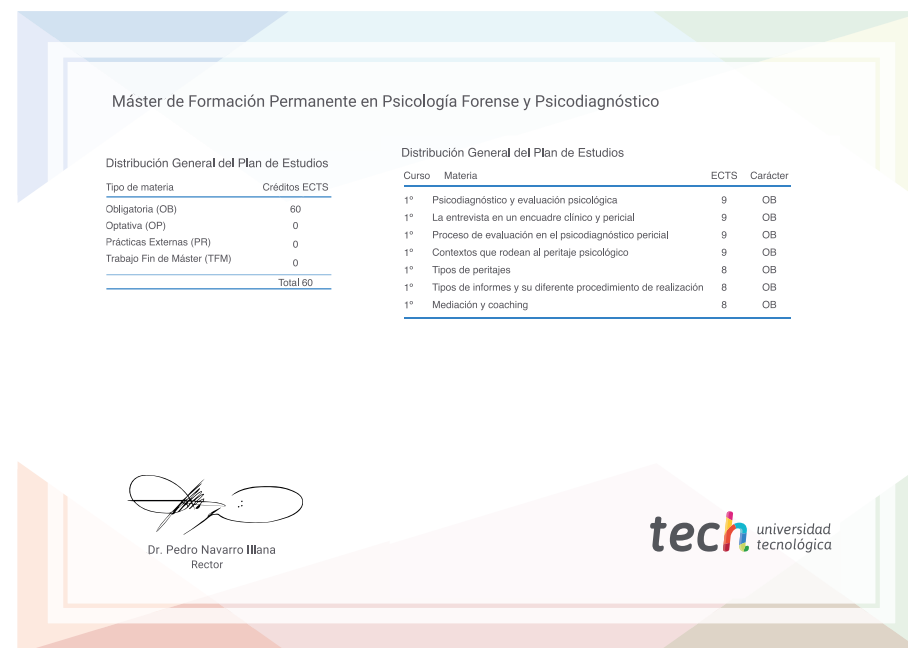 Máster de Formación Permanente en Psicología Forense y Psicodiagnóstico
Distribución General del Plan de Estudios
Tipo de materia Créditos ECTS
Obligatoria (OB) 60
Optativa (OP) 0
Prácticas Externas (PR) 0
Trabajo Fin de Máster (TFM) 0
Total 60
Distribución General del Plan de Estudios
Curso Materia ECTS Carácter
1º Psicodiagnóstico y evaluación psicológica 9 OB
1º La entrevista en un encuadre clínico y pericial 9 OB
1º Proceso de evaluación en el psicodiagnóstico pericial 9 OB
1º Contextos que rodean al peritaje psicológico 9 OB
1º Tipos de peritajes 8 OB
1º Tipos de informes y su diferente procedimiento de realización 8 OB
1º Mediación y coaching 8 OB
Dr. Pedro Navarro Illana
Rector
tech universidad
tecnológica